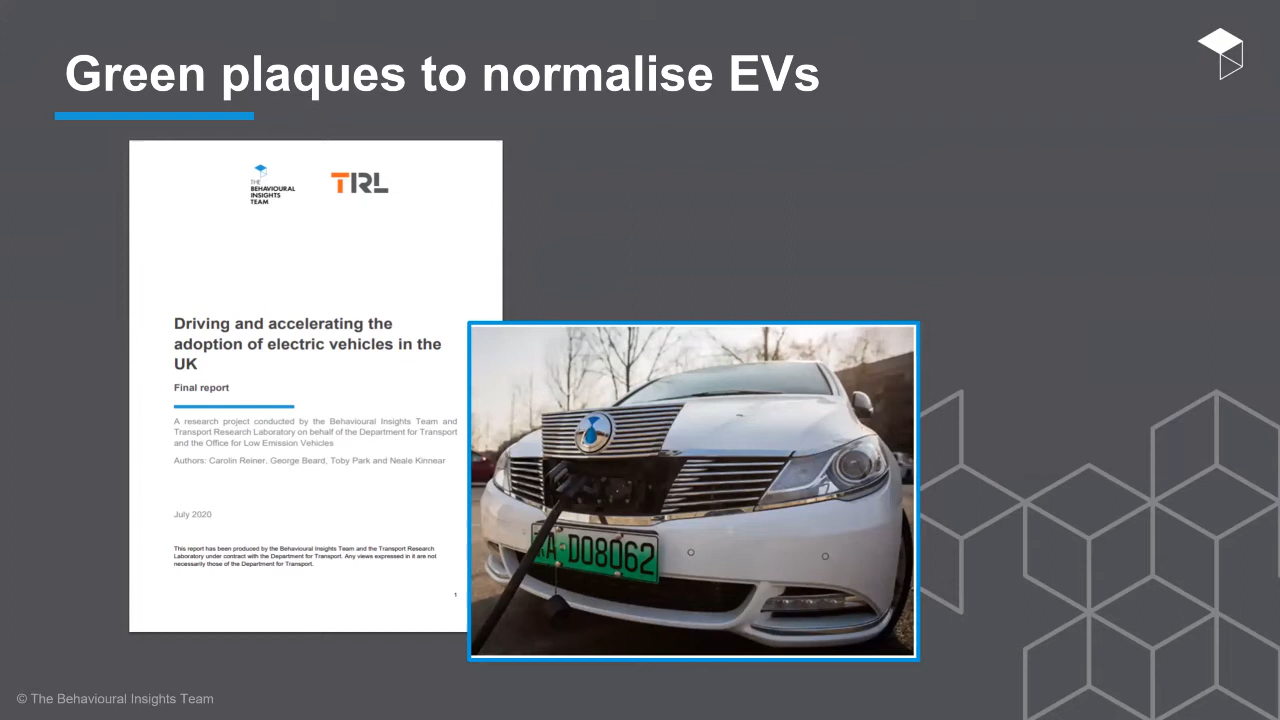 Green plaques to normalise EVs
THE
BEHAVIOURAL
INSIGHTS
TEAM
TRL
Driving and accelerating the
adoption of electric vehicles in the
UK
Final report
A research project conducted by the Behavioural Insights Team and
Transport Research Laboratory on behalf of the Department for Transport
and the Office for Low Emission Vehicles
Authors: Carolin Reiner, George Beard, Toby Park and Neale Kinnear
July 2020
This report has been produced by the Behavioural Insights Team and the Transport Research
Laboratory under contract with the Department for Transport. Any views expressed in it are not
necessarily those of the Department for Transport.
1
A·D08062
© The Behavioural Insights Team